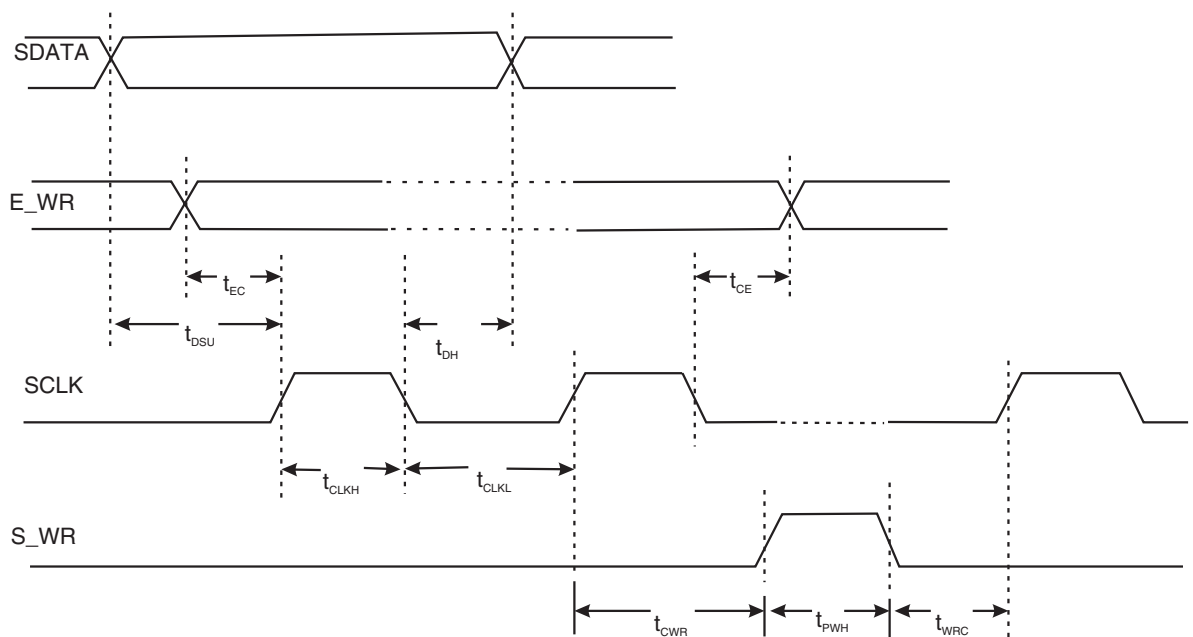 SDATA
E_WR
tEC
tCE
tDSU
tDH
SCLK
tCLKH
tCLKL
S_WR
tCWR
tPWH
tWRC